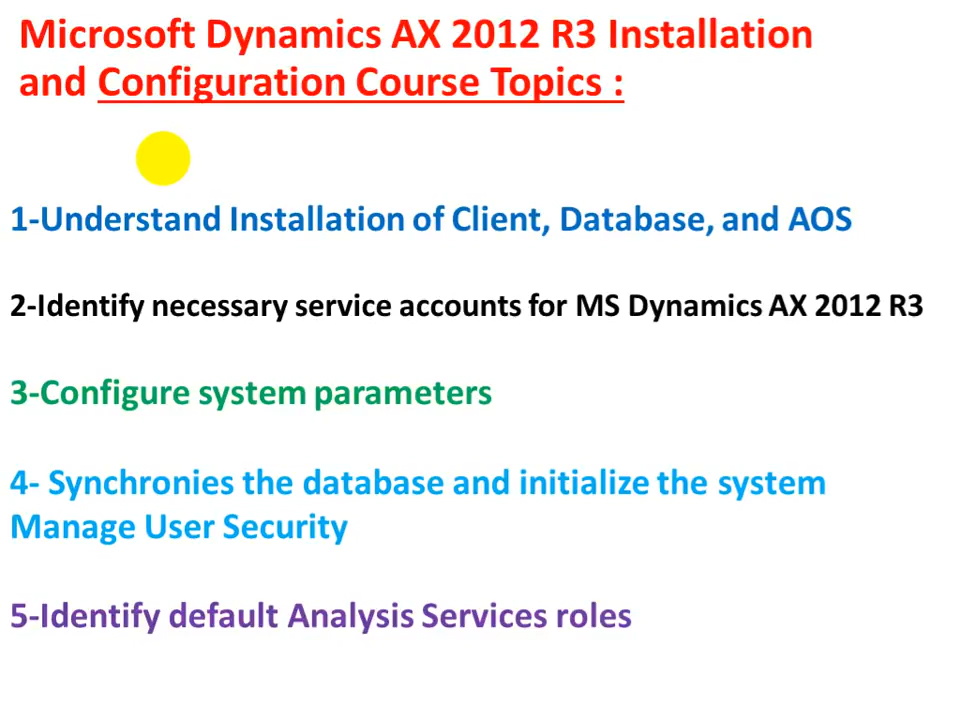 Microsoft Dynamics AX 2012 R3 Installation
and Configuration Course Topics :
1-Understand Installation of Client, Database, and AOS
2-Identify necessary service accounts for MS Dynamics AX 2012 R3
3-Configure system parameters
4- Synchronies the database and initialize the system
Manage User Security
5-Identify default Analysis Services roles